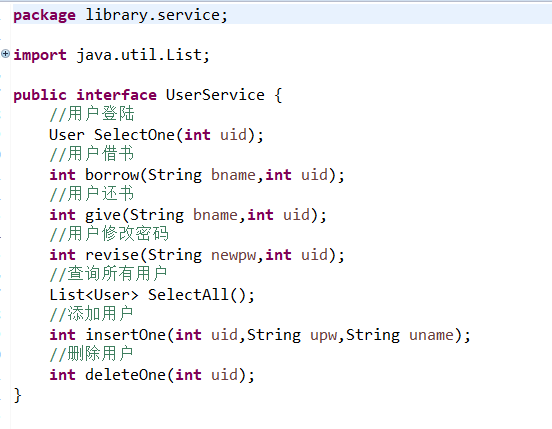 package library.service;
import java.util.List;
public interface UserService {
//用户登陆
User SelectOne(int uid);
//用户借书
int borrow(String bname,int uid);
//用户还书
int give(String bname,int uid);
//用户修改密码
int revise(String newpw,int uid);
//查询所有用户
List<User> SelectAll();
//添加用户
int insertOne(int uid,String upw,String uname);
//删除用户
int deleteOne(int uid);
}